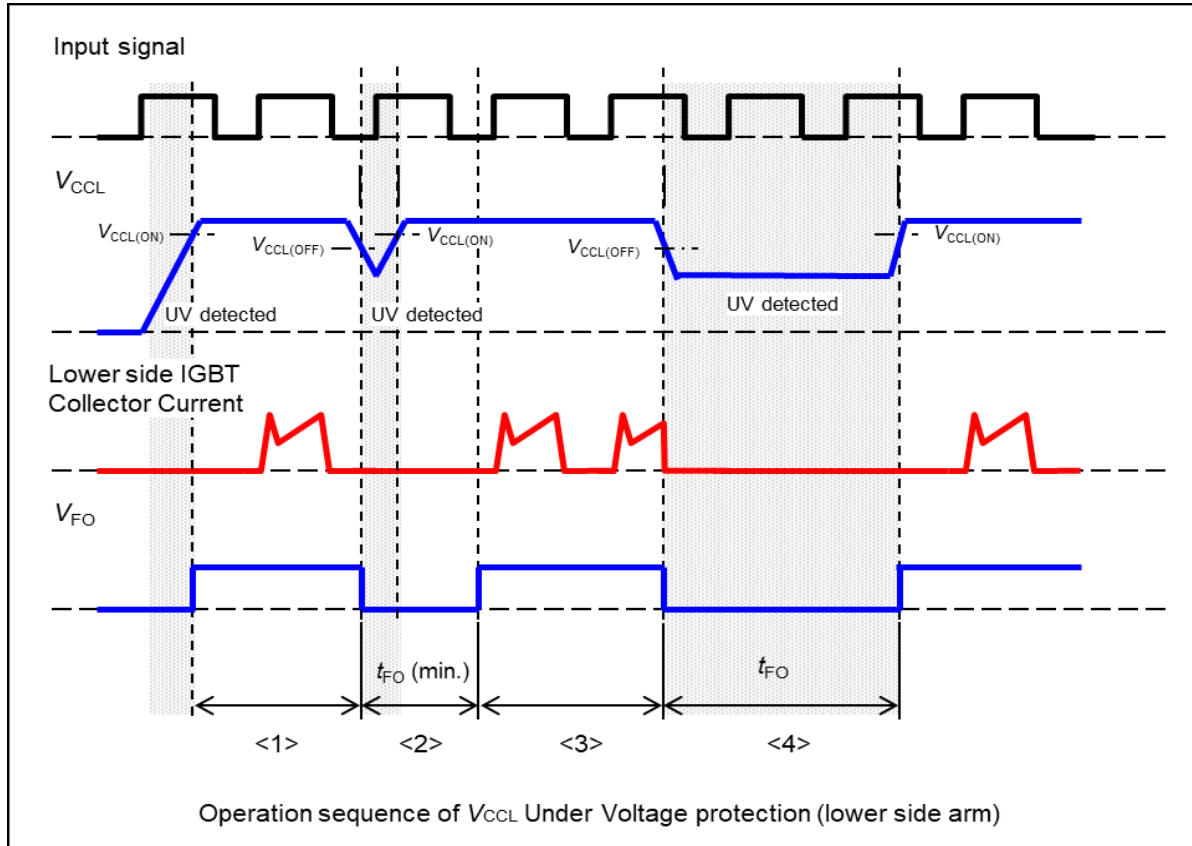 Input signal
VCCL
VCCL(ON)
VCCL(OFF)
VCCL(ON)
VCCL(OFF)
VCCL(ON)
UV detected
UV detected
UV detected
Lower side IGBT
Collector Current
VFO
tFO (min.)
tFO
<1>
<2>
<3>
<4>
Operation sequence of VCCL Under Voltage protection (lower side arm)